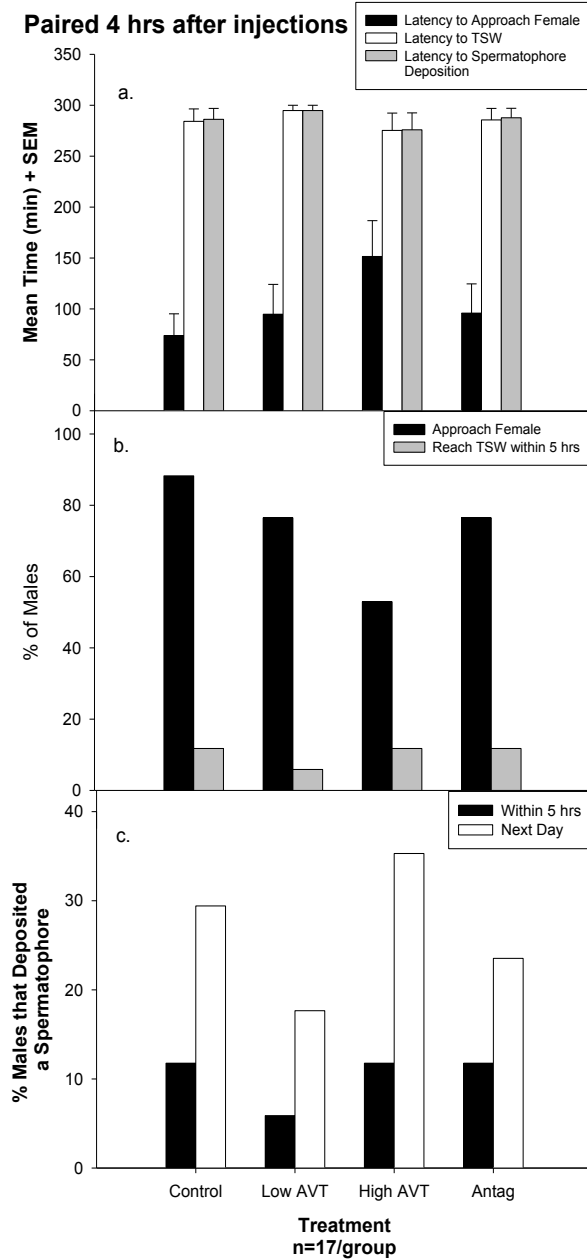 Paired 4 hrs after injections
Latency to Approach Female
Latency to TSW
Latency to Spermatophore
Deposition
a.
350
300
250
200
150
100
50
0
Mean Time (min) + SEM
Approach Female
Reach TSW within 5 hrs
b.
100
80
60
40
20
0
% of Males
Within 5 hrs
Next Day
c.
40
30
20
10
0
% Males that Deposited
a Spermatophore
Control Low AVT High AVT Antag
Treatment
n=17/group